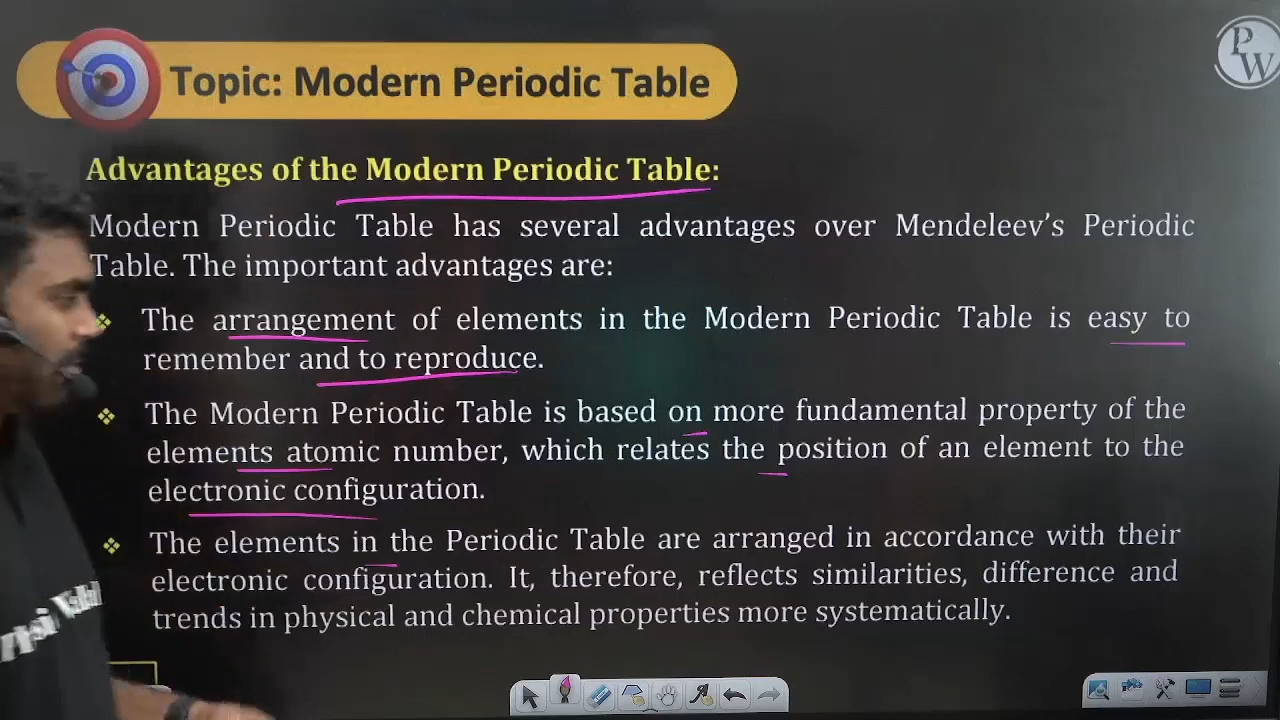 Topic: Modern Periodic Table
PW
Advantages of the Modern Periodic Table:
Modern Periodic Table has several advantages over Mendeleev's Periodic
Table. The important advantages are:
The arrangement of elements in the Modern Periodic Table is easy to
remember and to reproduce.
The Modern Periodic Table is based on more fundamental property of the
elements atomic number, which relates the position of an element to the
electronic configuration.
The elements in the Periodic Table are arranged in accordance with their
electronic configuration. It, therefore, reflects similarities, difference and
trends in physical and chemical properties more systematically.